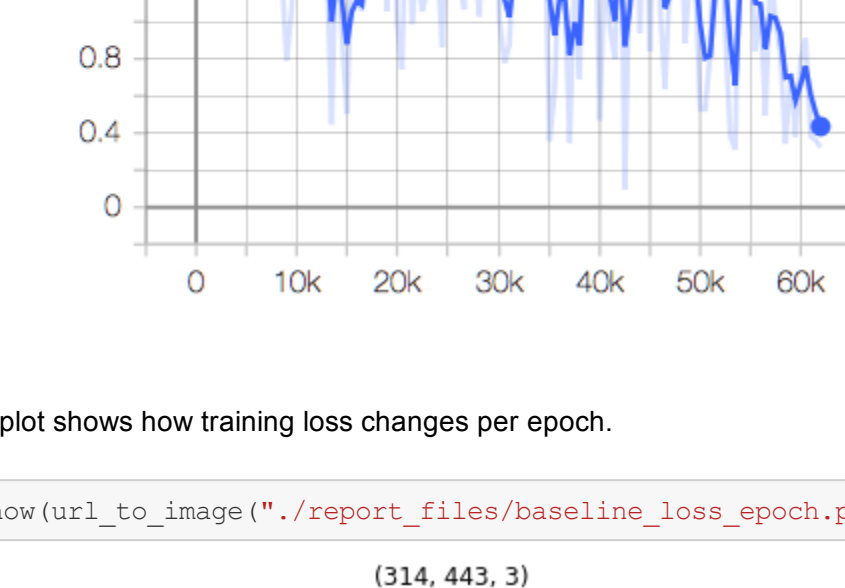 0.8
0.4
0
0 10k 20k 30k 40k 50k 60k
plot shows how training loss changes per epoch.
ow(url_to_image("./report_files/baseline_loss_epoch.p
(314, 443, 3)